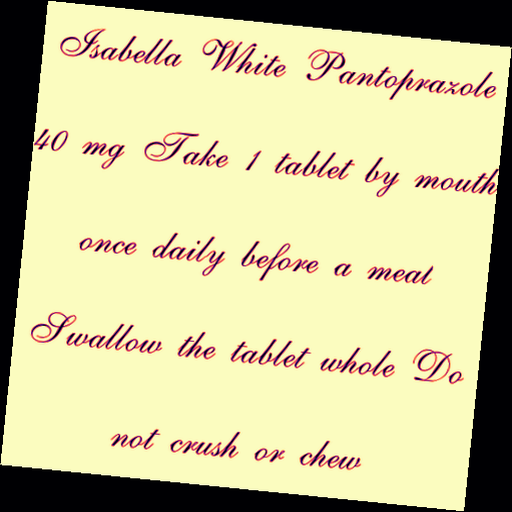 Isabella White Pantoprazole
40 mg Take 1 tablet by mouth
once daily before a meal
Swallow the tablet whole Do
not crush or chew